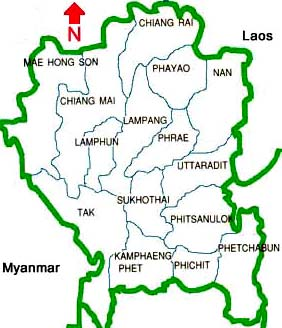 CHIANG RAI
N
Laos
MAE HONG SON
PHAYAO
NAN
CHIANG MAI
LAMPANG
LAMPHUN
PHRAE
UTTARADIT
SUKHOTHAI
TAK
PHITSANULOK
PHETCHABUN
Myanmar
KAMPHAENG
PHET
PHICHIT